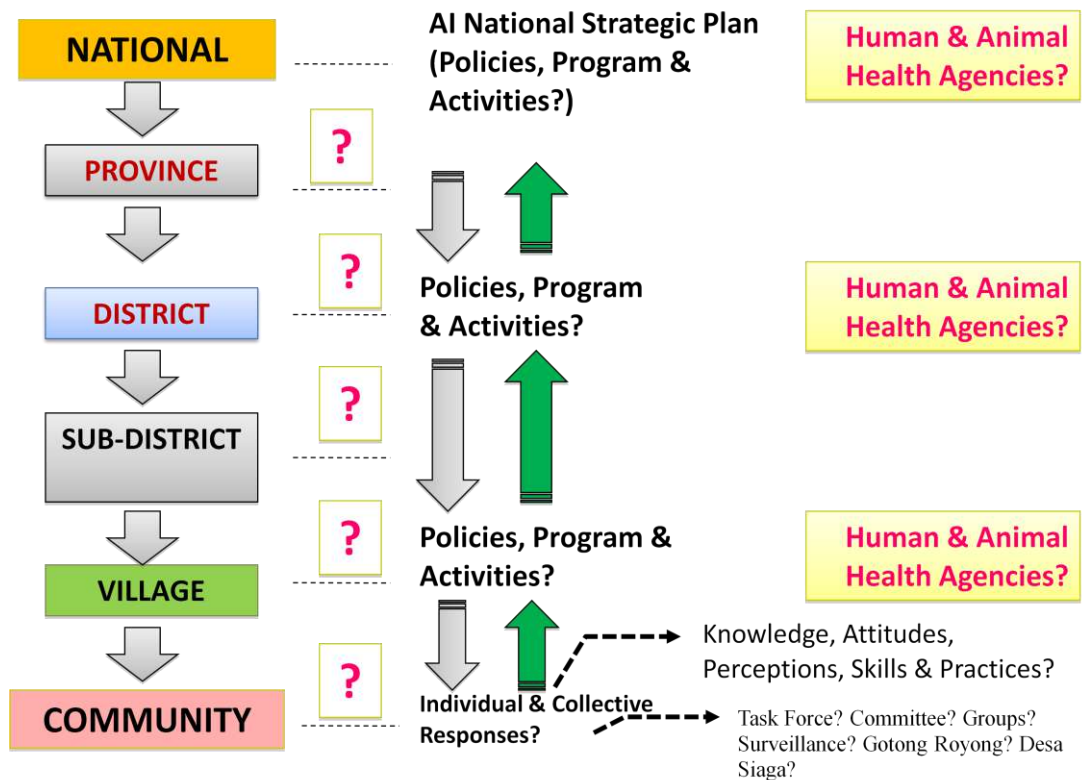 NATIONAL
AI National Strategic Plan
(Policies, Program &
Activities?)
Human & Animal
Health Agencies?
?
PROVINCE
?
DISTRICT
Policies, Program
& Activities?
Human & Animal
Health Agencies?
?
SUB-DISTRICT
?
VILLAGE
Policies, Program &
Activities?
Human & Animal
Health Agencies?
?
COMMUNITY
Individual & Collective
Responses?
Knowledge, Attitudes,
Perceptions, Skills & Practices?
Task Force? Committee? Groups?
Surveillance? Gotong Royong? Desa
Siaga?